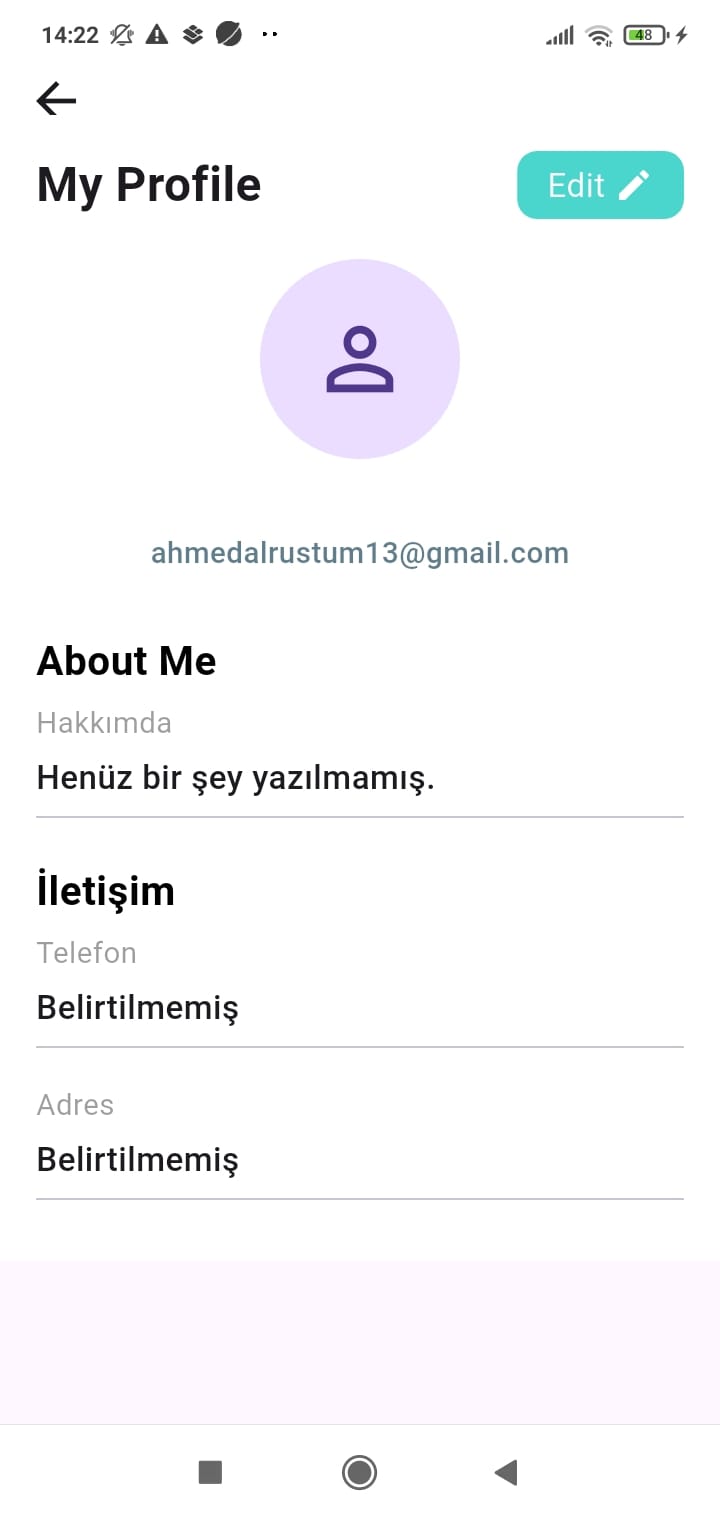 14:22
48
My Profile
Edit
ahmedalrustum13@gmail.com
About Me
Hakkımda
Henüz bir şey yazılmamış.
İletişim
Telefon
Belirtilmemiş
Adres
Belirtilmemiş